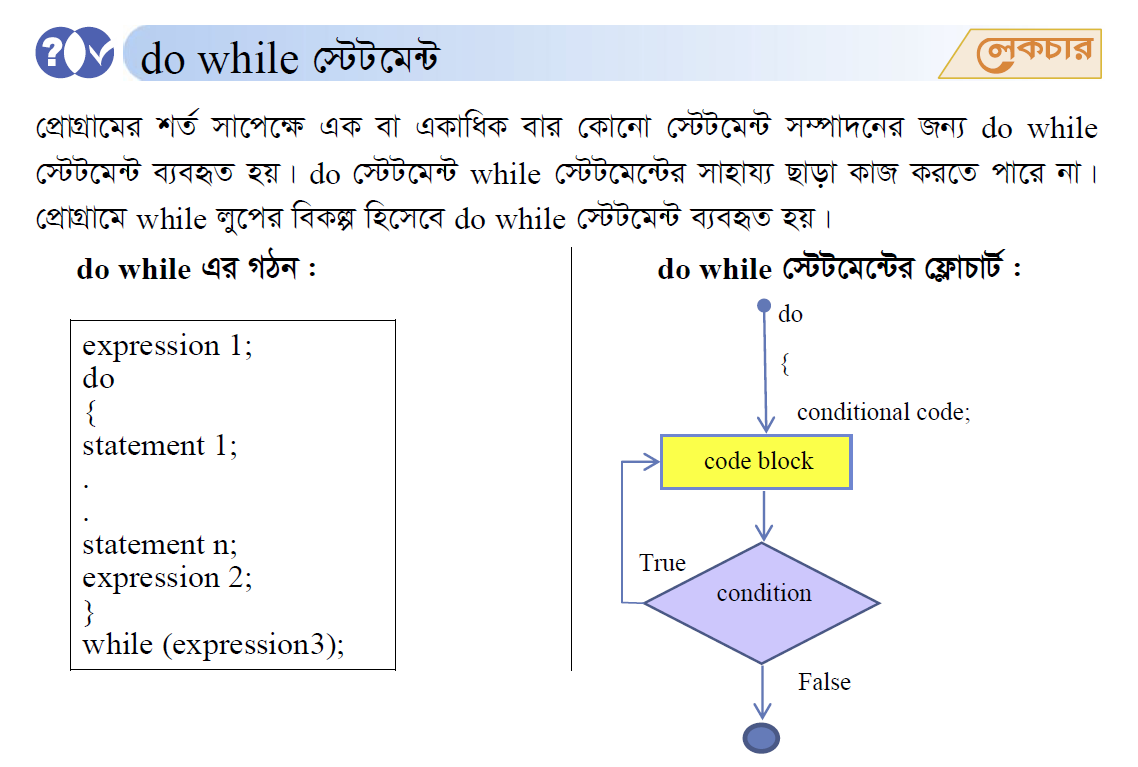 do while স্টেটমেন্ট
লেকচার
প্রোগ্রামের শর্ত সাপেক্ষে এক বা একাধিক বার কোনো স্টেটমেন্ট সম্পাদনের জন্য do while
স্টেটমেন্ট ব্যবহৃত হয়। do স্টেটমেন্ট while স্টেটমেন্টের সাহায্য ছাড়া কাজ করতে পারে না।
প্রোগ্রামে while লুপের বিকল্প হিসেবে do while স্টেটমেন্ট ব্যবহৃত হয়।
do while এর গঠন :
expression 1;
do
{
statement 1;
.
.
statement n;
expression 2;
}
while (expression3);
do while স্টেটমেন্টের ফ্লোচার্ট :
do
{
conditional code;
code block
True
condition
False